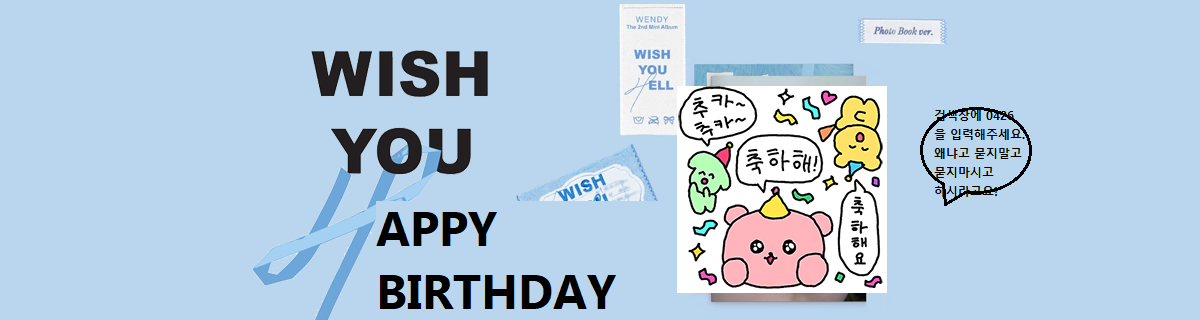 WISH
YOU
H
APPY
BIRTHDAY
WENDY
The 2nd Mini Album
WISH
YOU
HELL
WISH
Photo Book ver.
추카~
추카~
축하해!
축
하
해
요
검색창에 0426
을 입력해주세요.
왜냐고 묻지말고
묻지마시고
하시라고요!